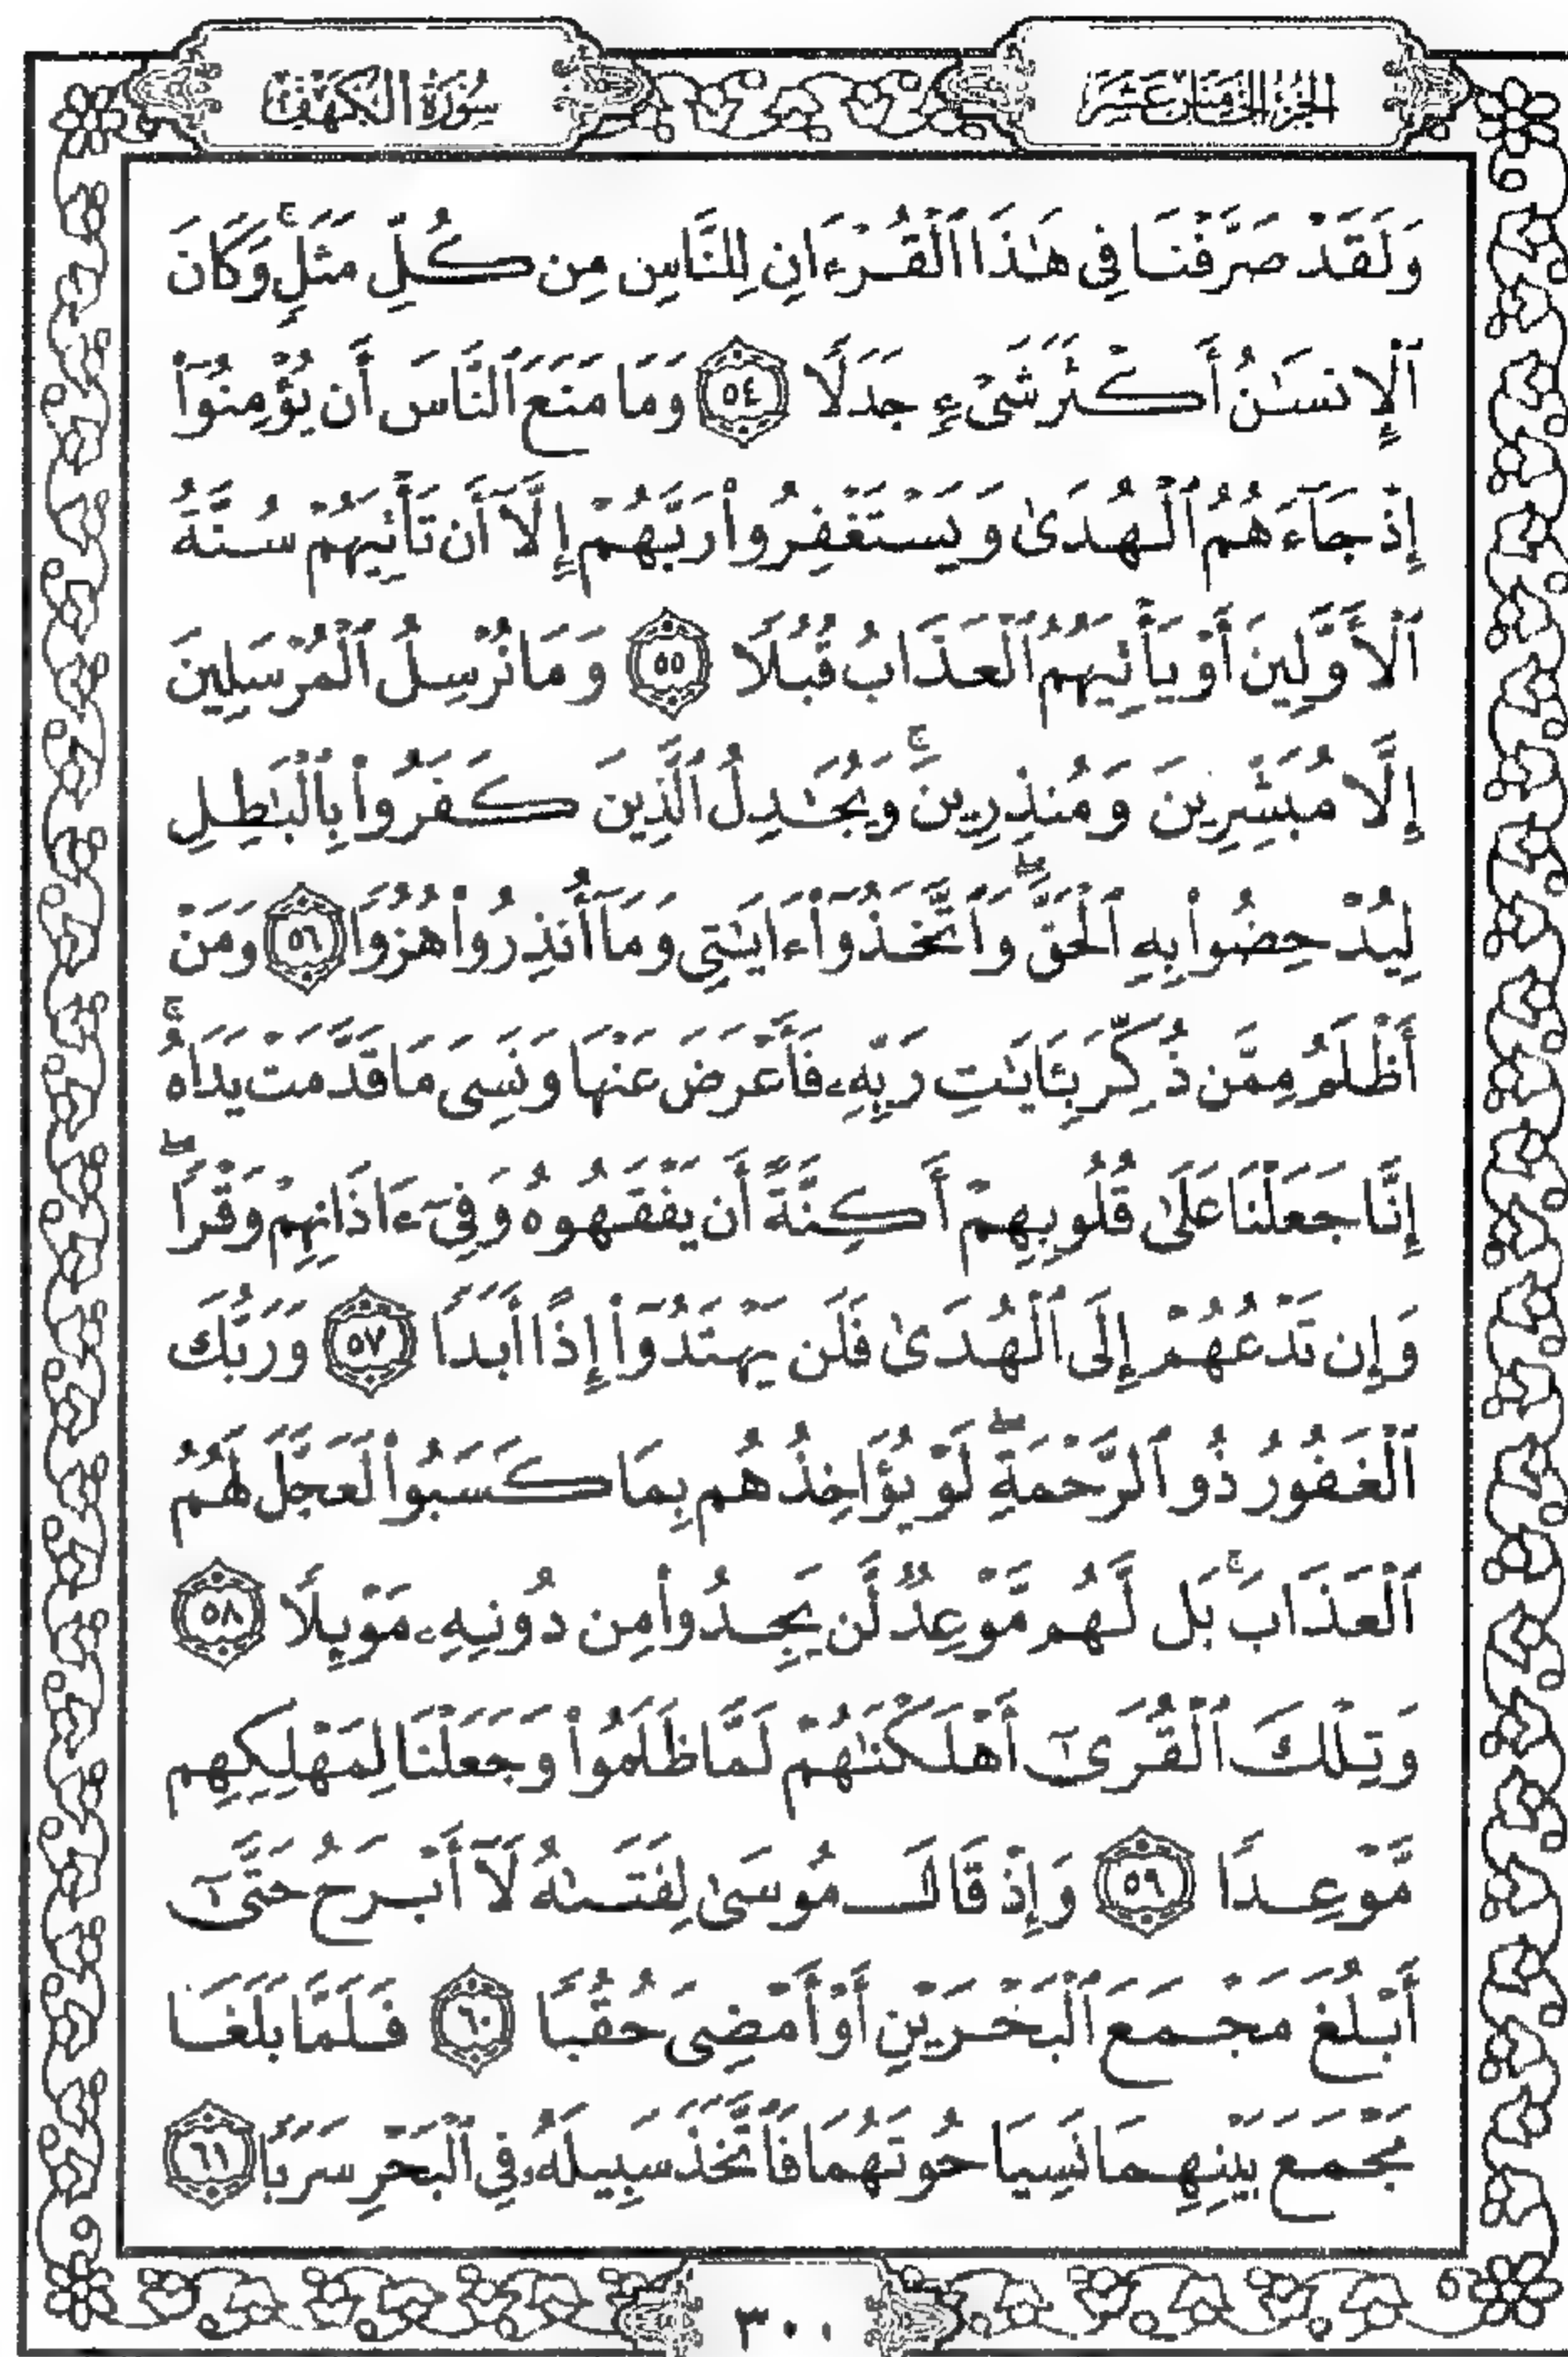 الجزء الخامس عشر
سورة الكهف
وَلَقَدْ صَرَّفْنَا فِى هَٰذَا ٱلْقُرْءَانِ لِلنَّاسِ مِن كُلِّ مَثَلٍۚ وَكَانَ
ٱلْإِنسَٰنُ أَكْثَرَ شَىْءٍ جَدَلًا ٥٤ وَمَا مَنَعَ ٱلنَّاسَ أَن يُؤْمِنُوٓا۟
إِذْ جَآءَهُمُ ٱلْهُدَىٰ وَيَسْتَغْفِرُوا۟ رَبَّهُمْ إِلَّآ أَن تَأْتِيَهُمْ سُنَّةُ
ٱلْأَوَّلِينَ أَوْ يَأْتِيَهُمُ ٱلْعَذَابُ قُبُلًا ٥٥ وَمَا نُرْسِلُ ٱلْمُرْسَلِينَ
إِلَّا مُبَشِّرِينَ وَمُنذِرِينَۚ وَيُجَٰدِلُ ٱلَّذِينَ كَفَرُوا۟ بِٱلْبَٰطِلِ
لِيُدْحِضُوا۟ بِهِ ٱلْحَقَّۖ وَٱتَّخَذُوٓا۟ ءَايَٰتِى وَمَآ أُنذِرُوا۟ هُزُوًا ٥٦ وَمَنْ
أَظْلَمُ مِمَّن ذُكِّرَ بِـَٔايَٰتِ رَبِّهِۦ فَأَعْرَضَ عَنْهَا وَنَسِىَ مَا قَدَّمَتْ يَدَاهُۚ
إِنَّا جَعَلْنَا عَلَىٰ قُلُوبِهِمْ أَكِنَّةً أَن يَفْقَهُوهُ وَفِىٓ ءَاذَانِهِمْ وَقْرًاۖ
وَإِن تَدْعُهُمْ إِلَى ٱلْهُدَىٰ فَلَن يَهْتَدُوٓا۟ إِذًا أَبَدًا ٥٧ وَرَبُّكَ
ٱلْغَفُورُ ذُو ٱلرَّحْمَةِۖ لَوْ يُؤَاخِذُهُم بِمَا كَسَبُوا۟ لَعَجَّلَ لَهُمُ
ٱلْعَذَابَۚ بَل لَّهُم مَّوْعِدٌ لَّن يَجِدُوا۟ مِن دُونِهِۦ مَوْئِلًا ٥٨
وَتِلْكَ ٱلْقُرَىٰٓ أَهْلَكْنَٰهُمْ لَمَّا ظَلَمُوا۟ وَجَعَلْنَا لِمَهْلِكِهِم
مَّوْعِدًا ٥٩ وَإِذْ قَالَ مُوسَىٰ لِفَتَىٰهُ لَآ أَبْرَحُ حَتَّىٰٓ
أَبْلُغَ مَجْمَعَ ٱلْبَحْرَيْنِ أَوْ أَمْضِىَ حُقُبًا ٦٠ فَلَمَّا بَلَغَا
مَجْمَعَ بَيْنِهِمَا نَسِيَا حُوتَهُمَا فَٱتَّخَذَ سَبِيلَهُۥ فِى ٱلْبَحْرِ سَرَبًا ٦١
٣٠٠